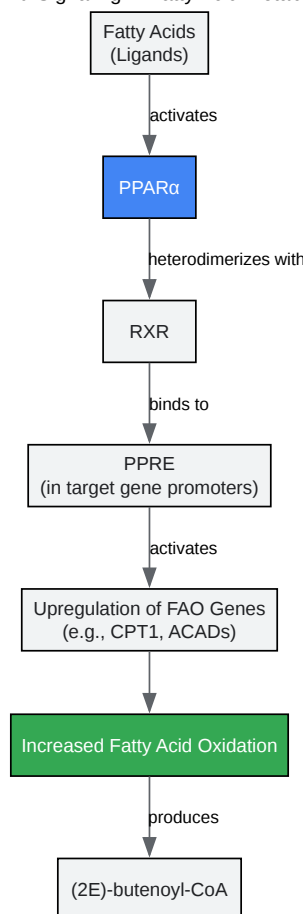 Fatty Acids
(Ligands)
activates
PPARα
heterodimerizes with
RXR
binds to
PPRE
(in target gene promoters)
activates
Upregulation of FAO Genes
(e.g., CPT1, ACADs)
Increased Fatty Acid Oxidation
produces
(2E)-butenoyl-CoA